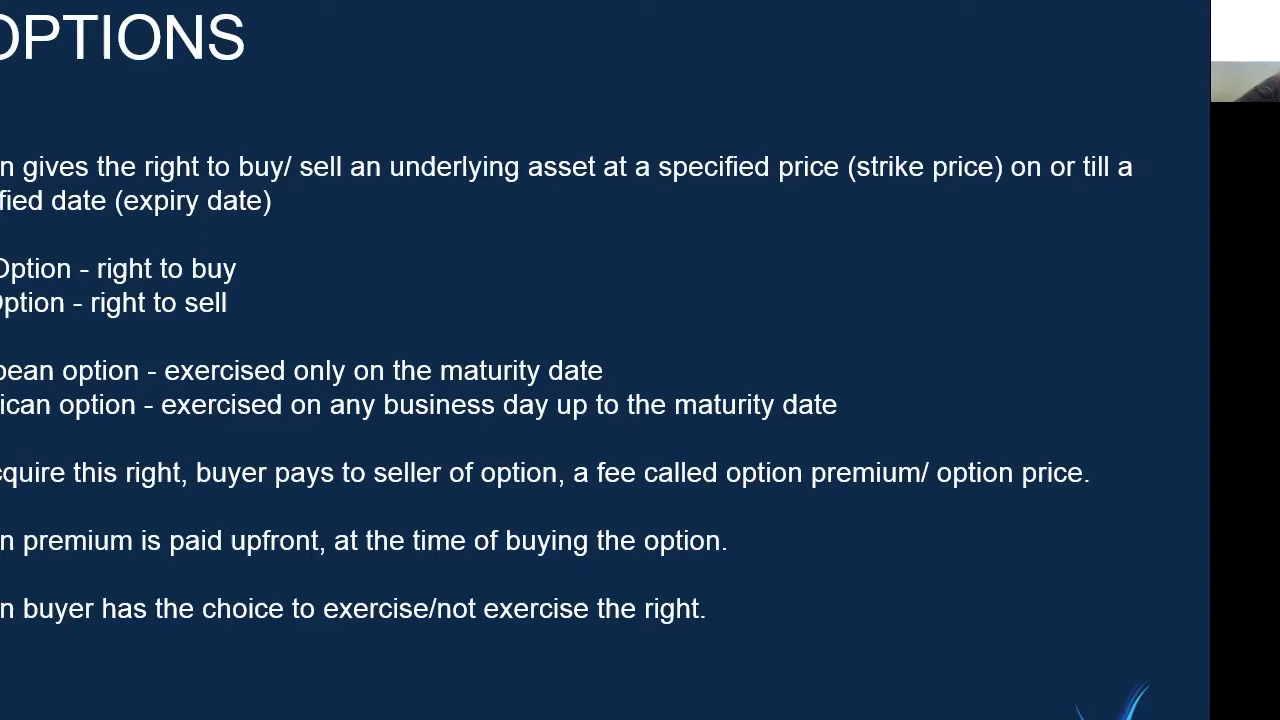 OPTIONS
n gives the right to buy/ sell an underlying asset at a specified price (strike price) on or till a
fied date (expiry date)
Option - right to buy
ption - right to sell
pean option - exercised only on the maturity date
ican option - exercised on any business day up to the maturity date
cquire this right, buyer pays to seller of option, a fee called option premium/ option price.
n premium is paid upfront, at the time of buying the option.
n buyer has the choice to exercise/not exercise the right.